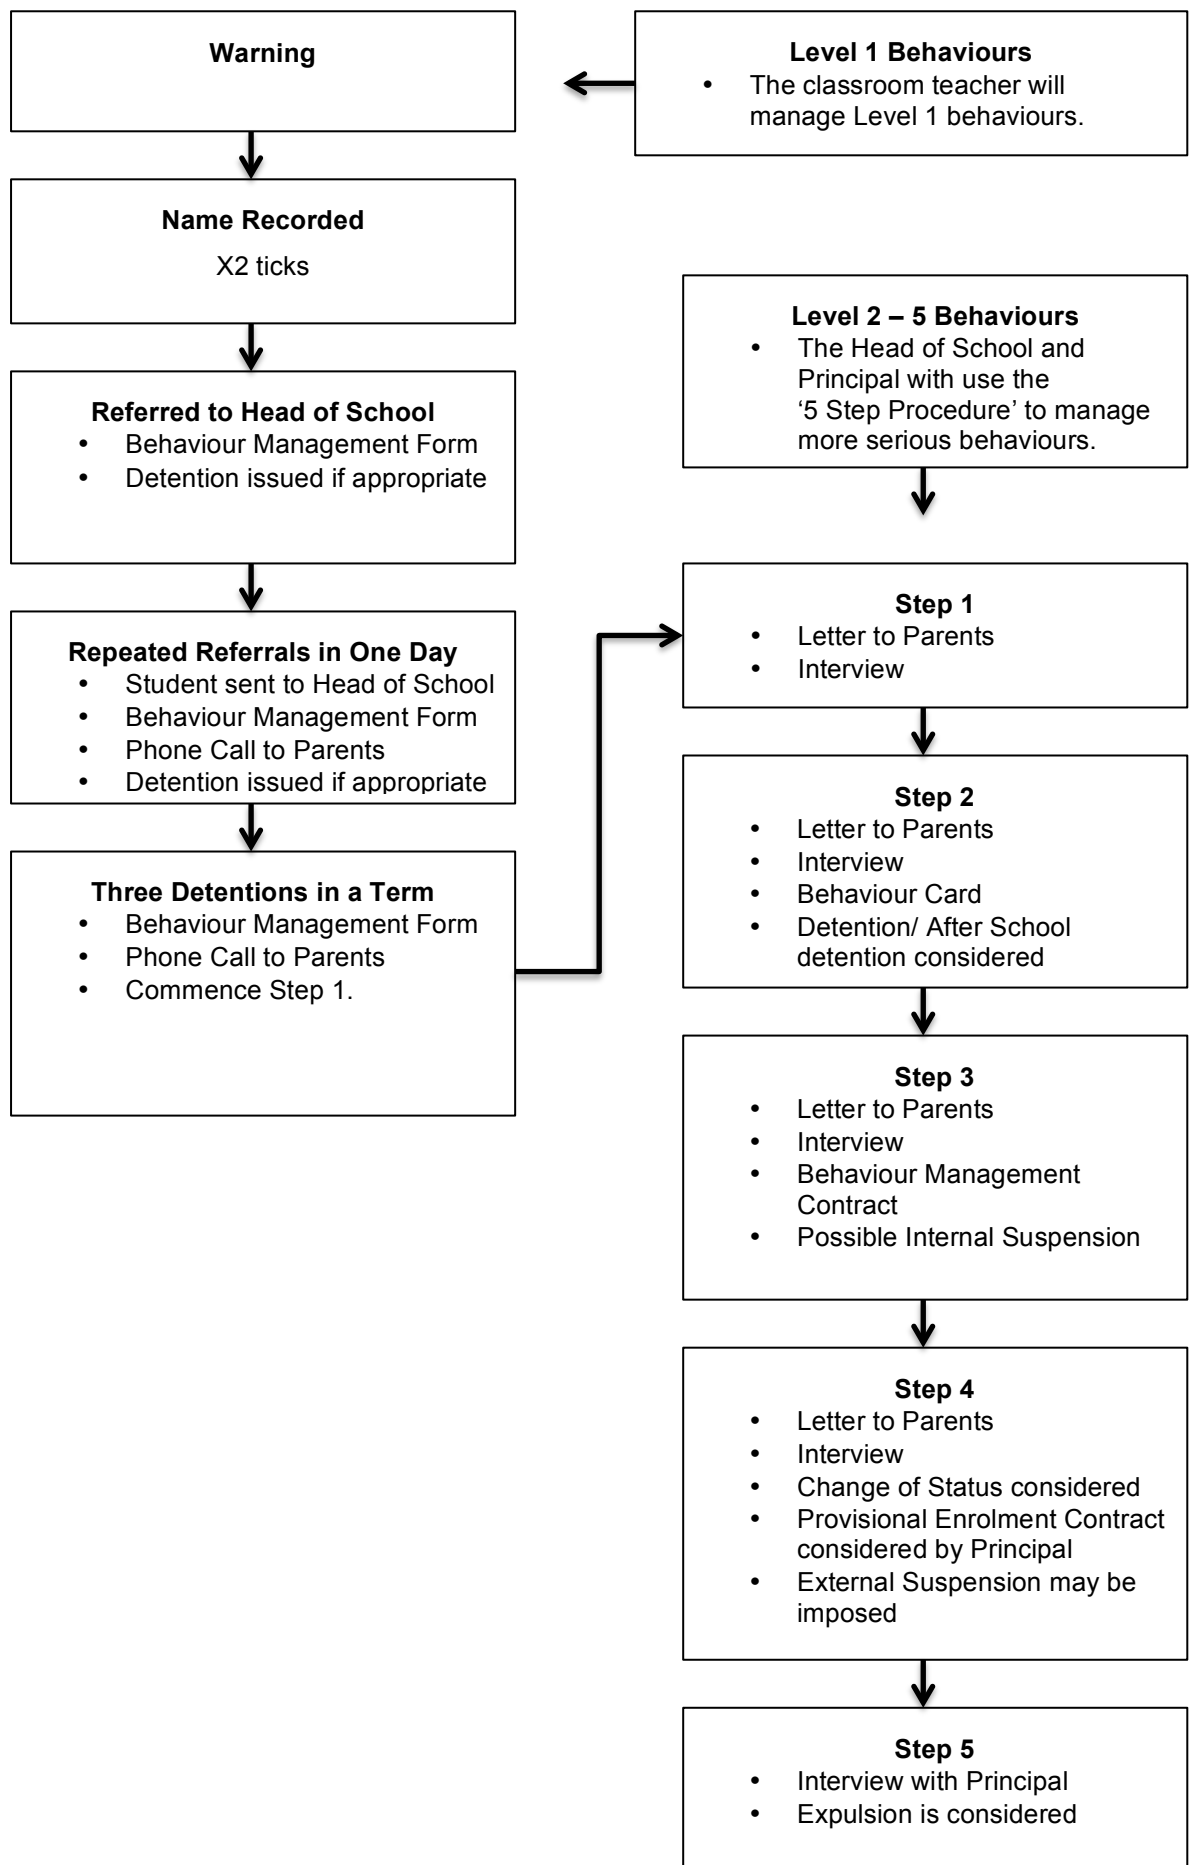 Warning
Level 1 Behaviours
• The classroom teacher will
manage Level 1 behaviours.
Name Recorded
X2 ticks
Level 2 – 5 Behaviours
• The Head of School and
Principal with use the
‘5 Step Procedure’ to manage
more serious behaviours.
Referred to Head of School
• Behaviour Management Form
• Detention issued if appropriate
Repeated Referrals in One Day
• Student sent to Head of School
• Behaviour Management Form
• Phone Call to Parents
• Detention issued if appropriate
Three Detentions in a Term
• Behaviour Management Form
• Phone Call to Parents
• Commence Step 1.
Step 1
• Letter to Parents
• Interview
Step 2
• Letter to Parents
• Interview
• Behaviour Card
• Detention/ After School
detention considered
Step 3
• Letter to Parents
• Interview
• Behaviour Management
Contract
• Possible Internal Suspension
Step 4
• Letter to Parents
• Interview
• Change of Status considered
• Provisional Enrolment Contract
considered by Principal
• External Suspension may be
imposed
Step 5
• Interview with Principal
• Expulsion is considered